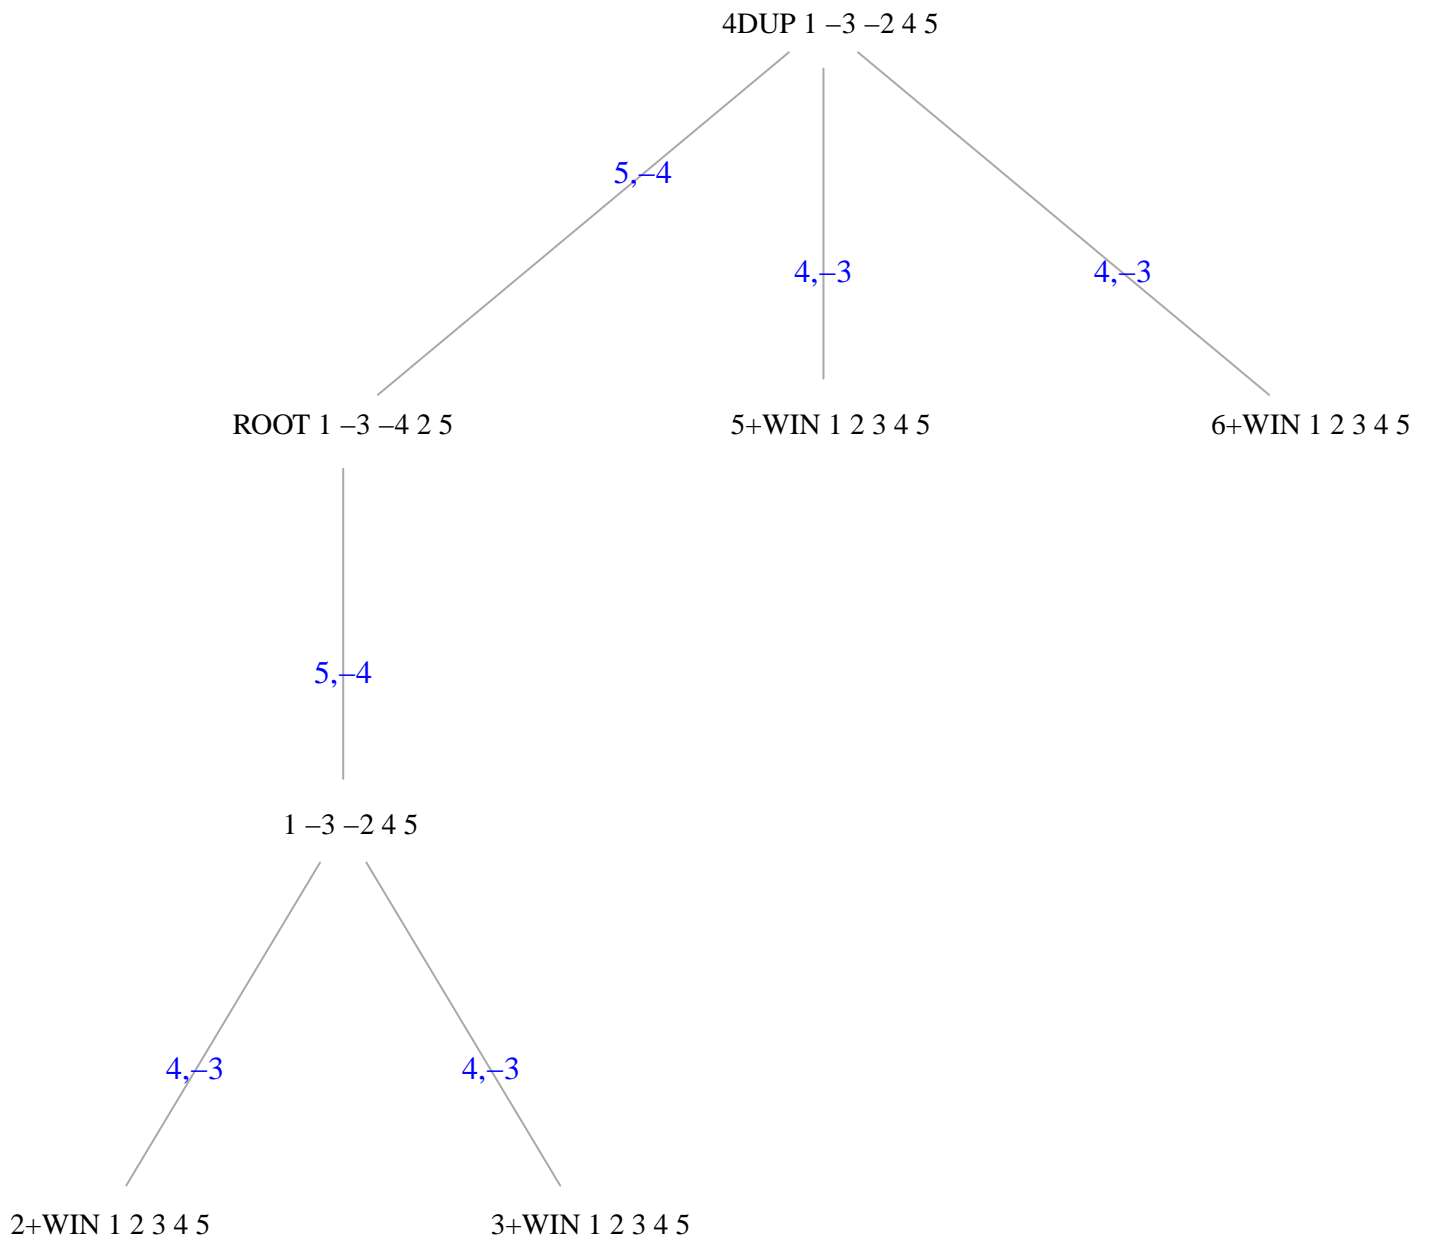 4DUP 1 –3 –2 4 5
5,–4
4,–3
4,–3
ROOT 1 –3 –4 2 5
5+WIN 1 2 3 4 5
6+WIN 1 2 3 4 5
5,–4
1 –3 –2 4 5
4,–3
4,–3
2+WIN 1 2 3 4 5
3+WIN 1 2 3 4 5